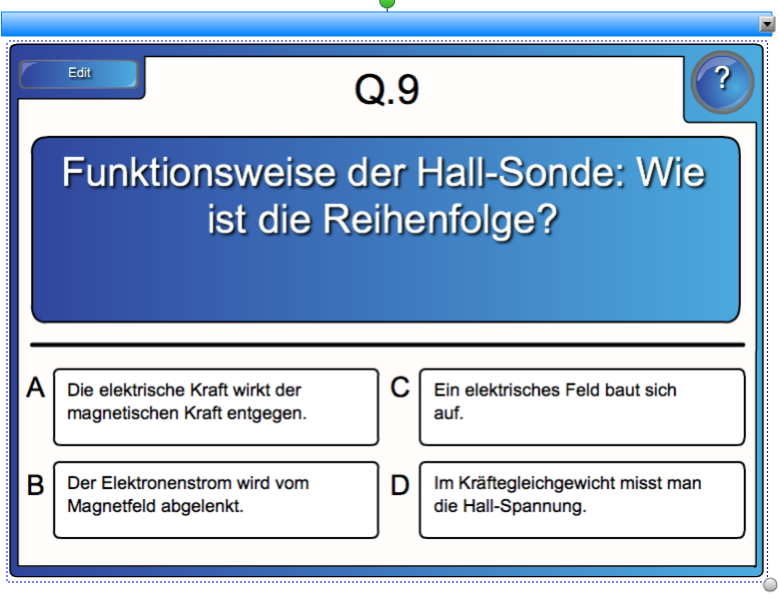 Edit
Q.9
?
Funktionsweise der Hall-Sonde: Wie
ist die Reihenfolge?
A
Die elektrische Kraft wirkt der
magnetischen Kraft entgegen.
C
Ein elektrisches Feld baut sich
auf.
B
Der Elektronenstrom wird vom
Magnetfeld abgelenkt.
D
Im Kräftegleichgewicht misst man
die Hall-Spannung.